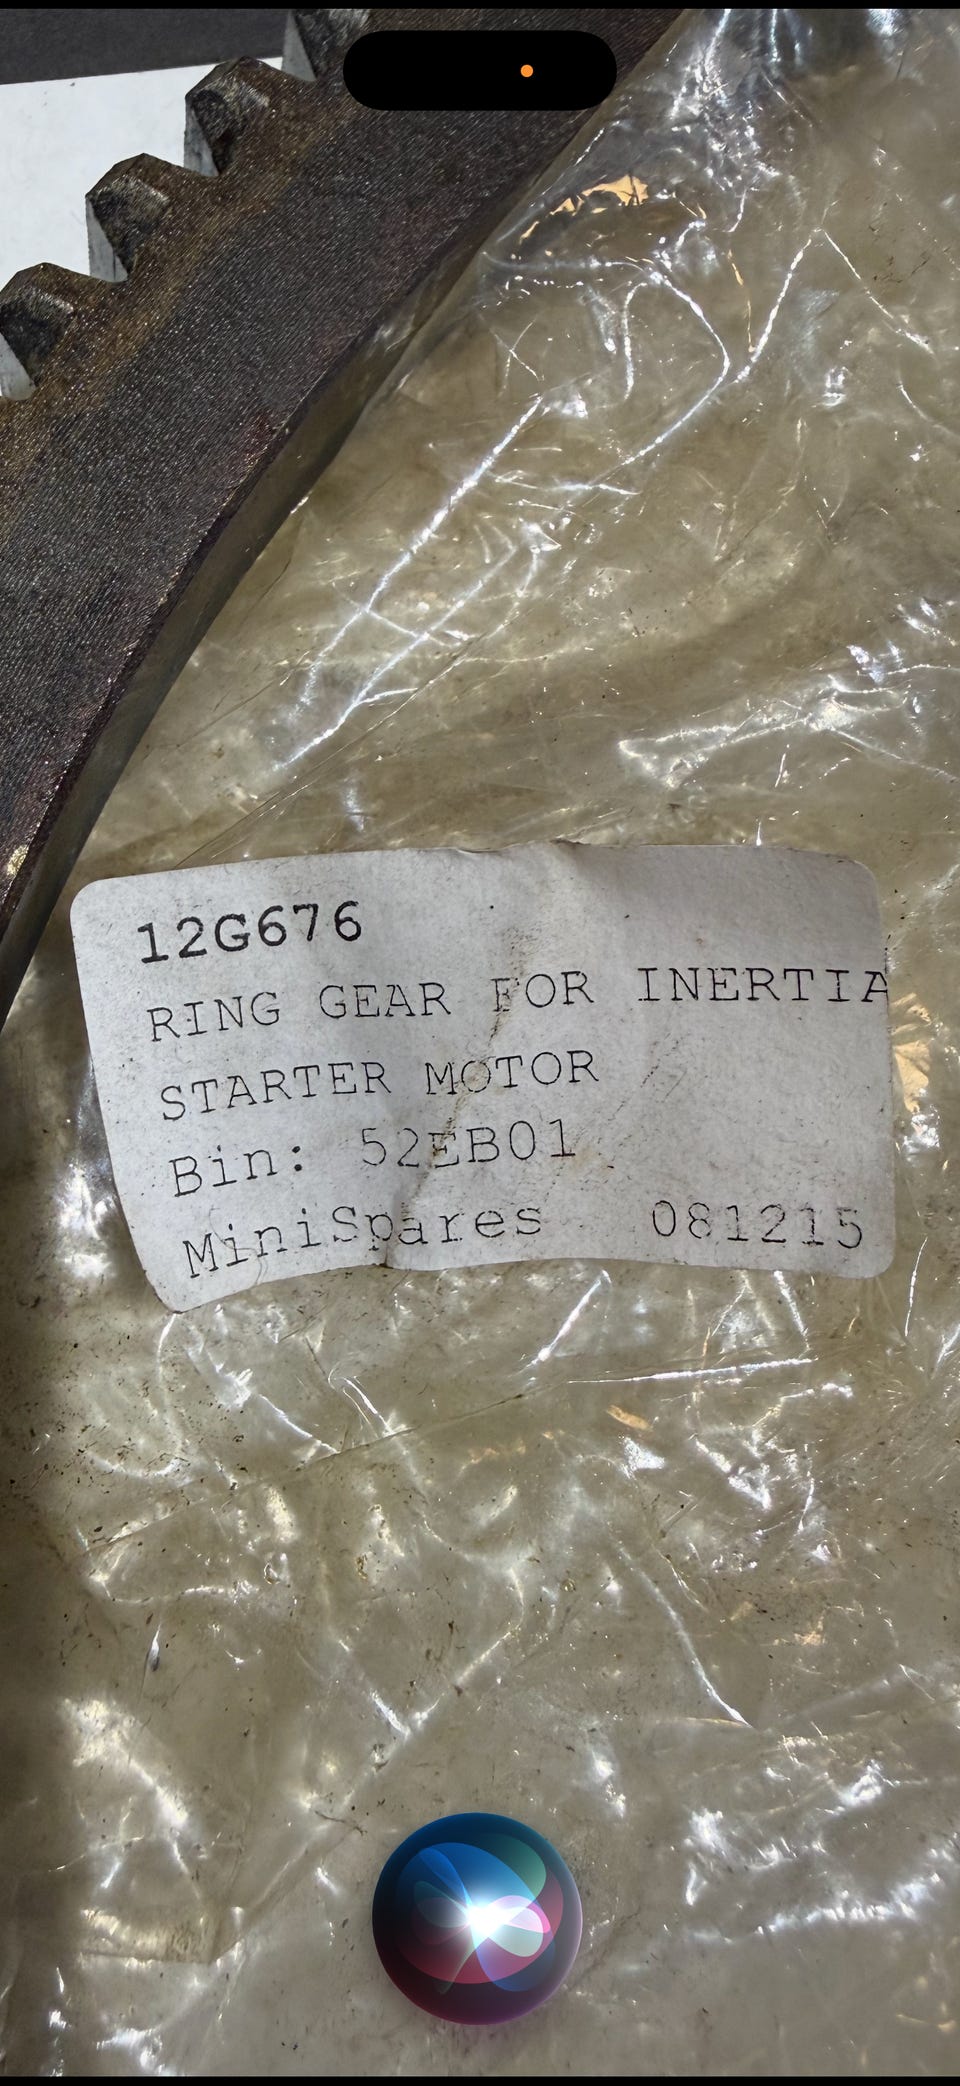 12G676
RING GEAR FOR INERTIA
STARTER MOTOR
Bin: 52EB01
MiniSpares 081215